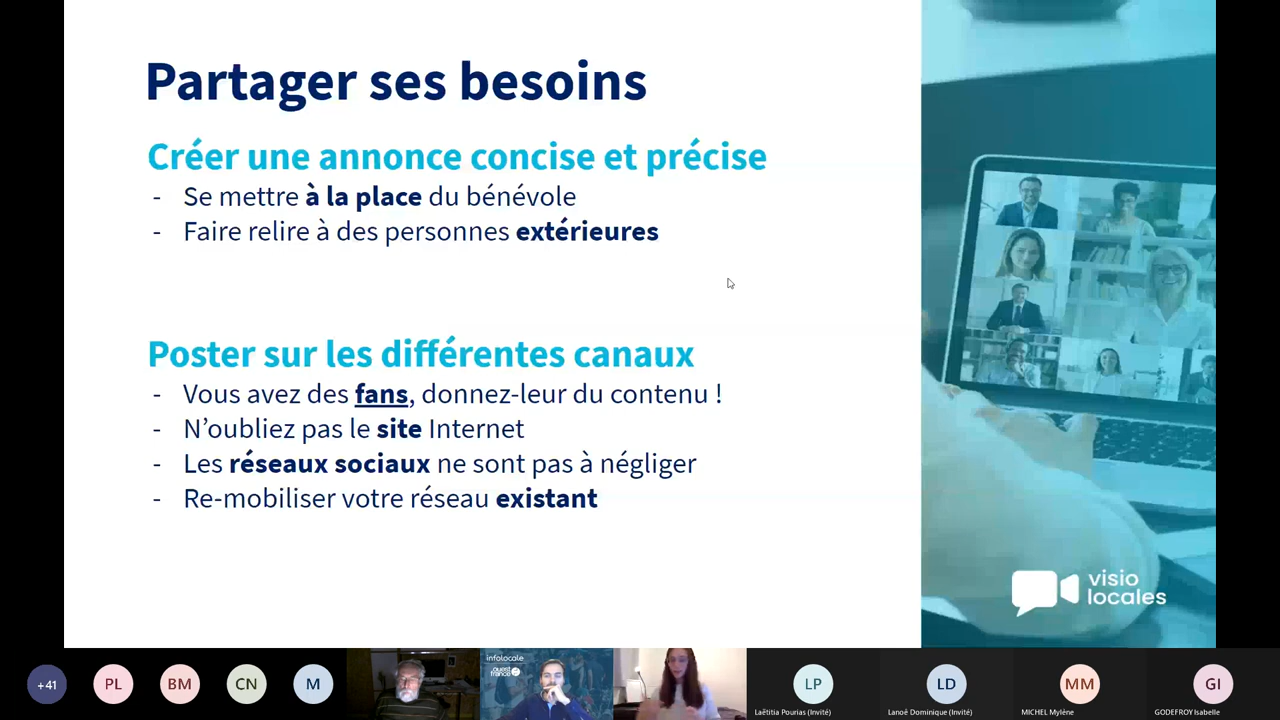 Partager ses besoins
Créer une annonce concise et précise
- Se mettre à la place du bénévole
- Faire relire à des personnes extérieures
Poster sur les différentes canaux
- Vous avez des fans, donnez-leur du contenu !
- N’oubliez pas le site Internet
- Les réseaux sociaux ne sont pas à négliger
- Re-mobiliser votre réseau existant
visio
locales
+41
PL
BM
CN
M
infolocale
ouest
france
LP
Laëtitia Pourias (Invité)
LD
Lanoë Dominique (Invité)
MM
MICHEL Mylène
GI
GODEFROY Isabelle